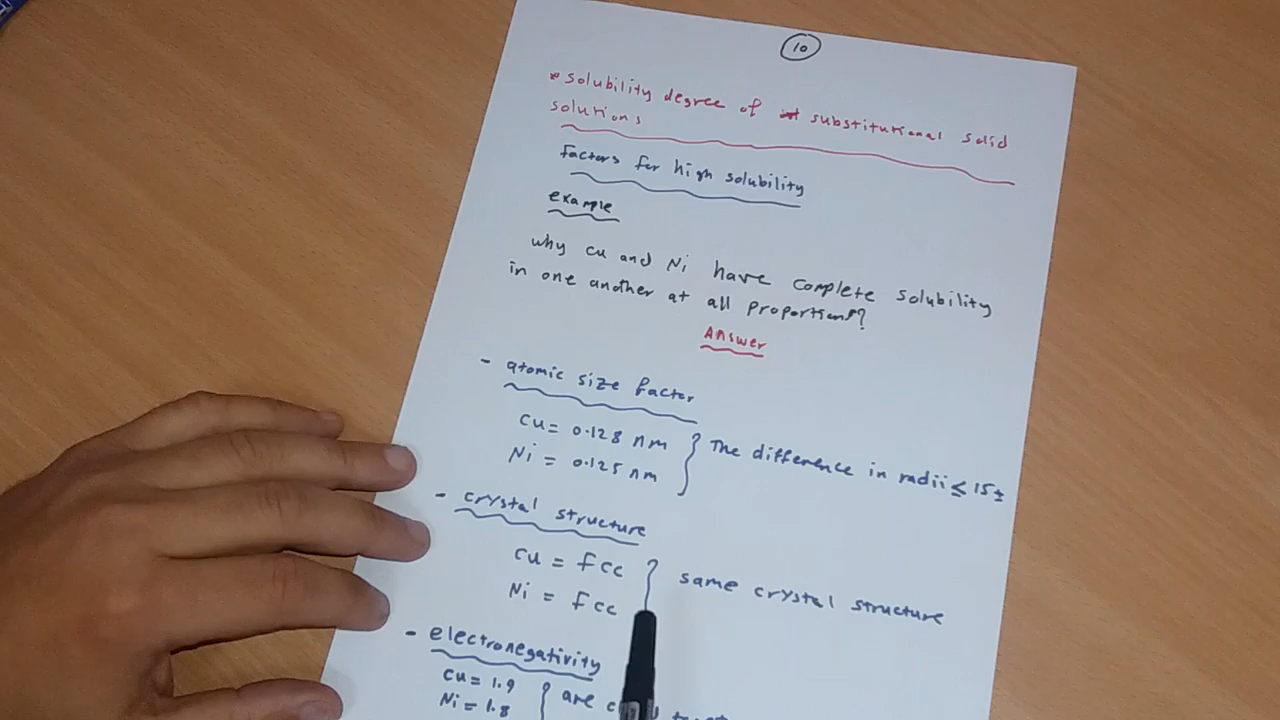 10
* solubility degree of substitutional solid
solutions
factors for high solubility
example
why cu and Ni have complete solubility
in one another at all proportions?
Answer
- atomic size factor
cu = 0.128 nm
Ni = 0.125 nm
The difference in radii ≤ 15±
- crystal structure
cu = fcc
Ni = fcc
same crystal structure
- electronegativity
cu = 1.9
Ni = 1.8
are